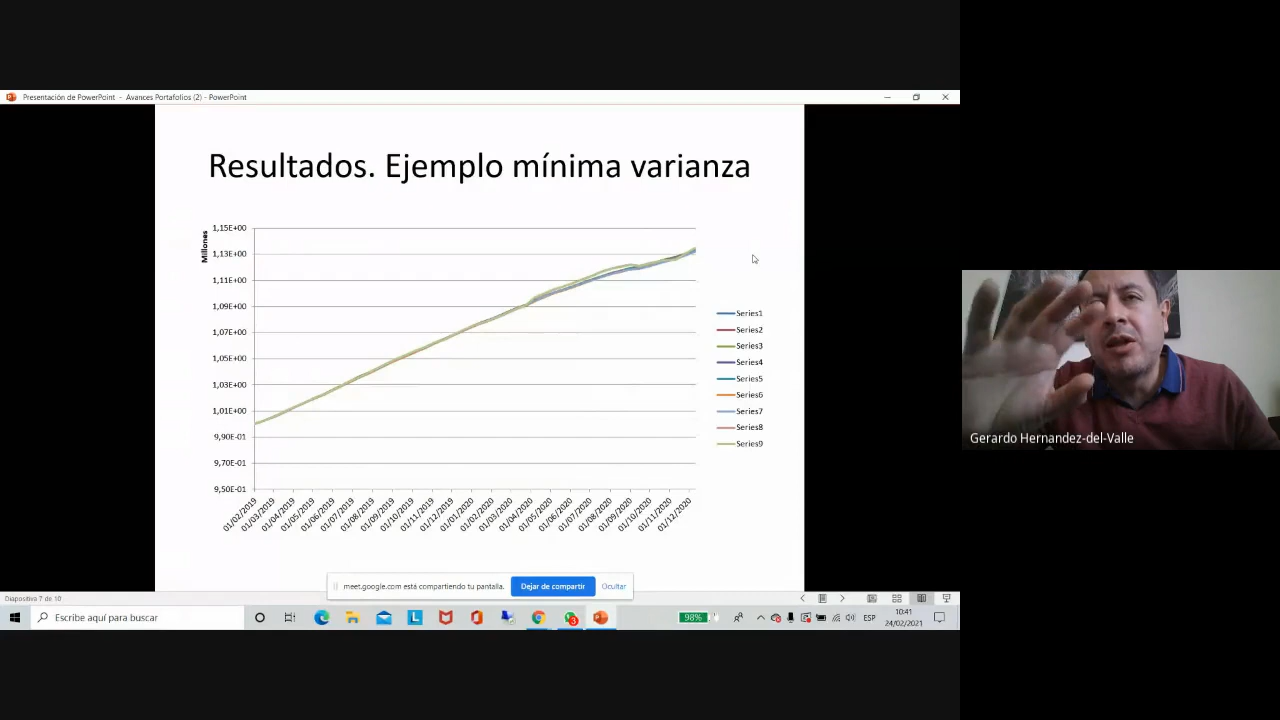 Presentación de PowerPoint - Avances Portafolios (2) - PowerPoint
Resultados. Ejemplo mínima varianza
Millones
1,15E+00
1,13E+00
1,11E+00
1,09E+00
1,07E+00
1,05E+00
1,03E+00
1,01E+00
9,90E-01
9,70E-01
9,50E-01
01/02/2019
01/03/2019
01/04/2019
01/05/2019
01/06/2019
01/07/2019
01/08/2019
01/09/2019
01/10/2019
01/11/2019
01/12/2019
01/01/2020
01/02/2020
01/03/2020
01/04/2020
01/05/2020
01/06/2020
01/07/2020
01/08/2020
01/09/2020
01/10/2020
01/11/2020
01/12/2020
Series1
Series2
Series3
Series4
Series5
Series6
Series7
Series8
Series9
Gerardo Hernandez-del-Valle
meet.google.com está compartiendo tu pantalla.
Dejar de compartir
Ocultar
Diapositiva 7 de 10
Escribe aquí para buscar
98%
ESP
10:41
24/02/2021